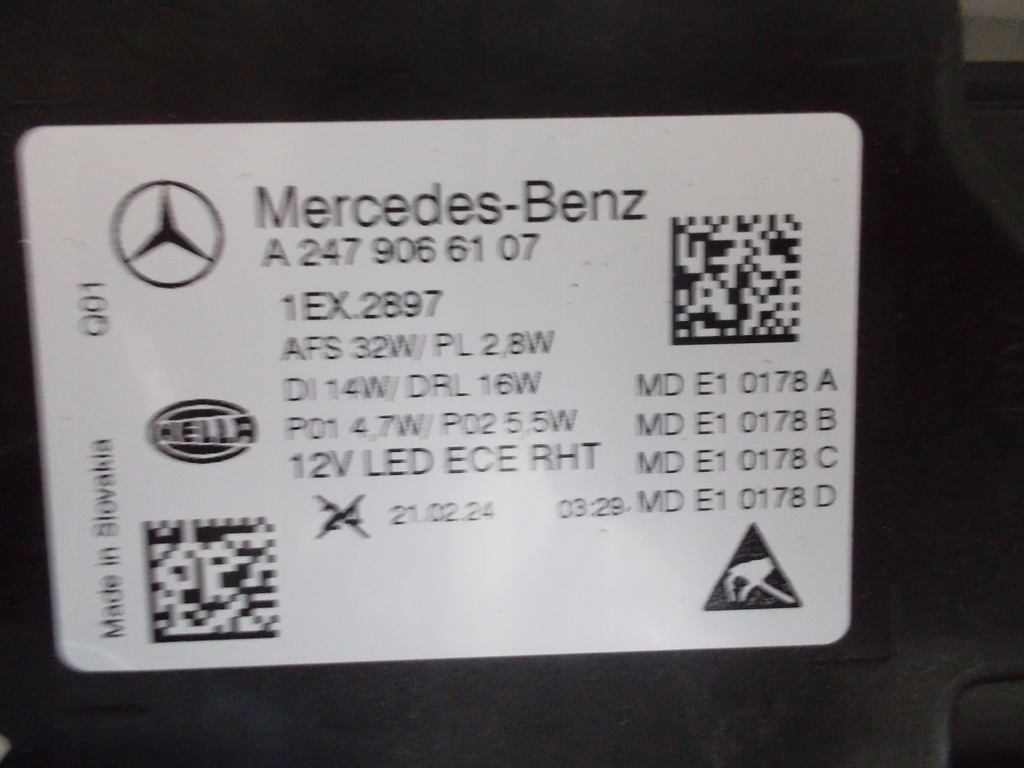 Mercedes-Benz
A 247 906 61 07
1EX.2897
AFS 32W/ PL 2,8W
DI 14W/ DRL 16W
P01 4,7W/ P02 5,5W
12V LED ECE RHT
24 21.02.24 03:29
MD E1 0178 A
MD E1 0178 B
MD E1 0178 C
MD E1 0178 D
HELLA
Q01
Made in Slovakia